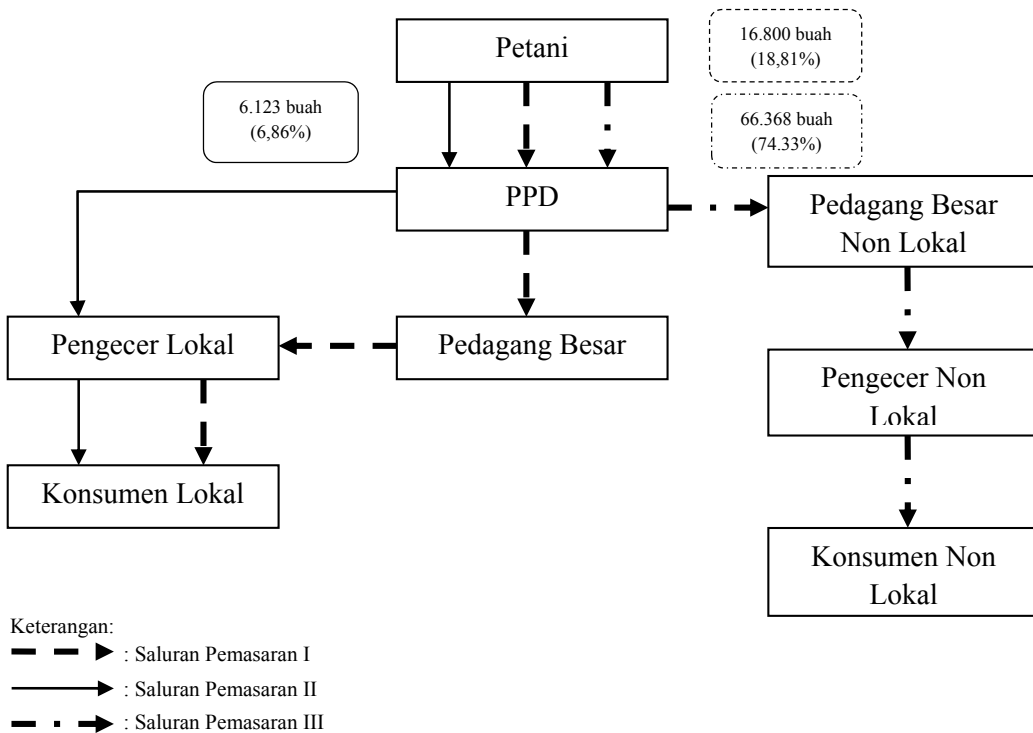 Petani
16.800 buah
(18,81%)
6.123 buah
(6,86%)
66.368 buah
(74.33%)
PPD
Pedagang Besar
Non Lokal
Pengecer Lokal
Pedagang Besar
Pengecer Non
Lokal
Konsumen Lokal
Konsumen Non
Lokal
Keterangan:
: Saluran Pemasaran I
: Saluran Pemasaran II
: Saluran Pemasaran III